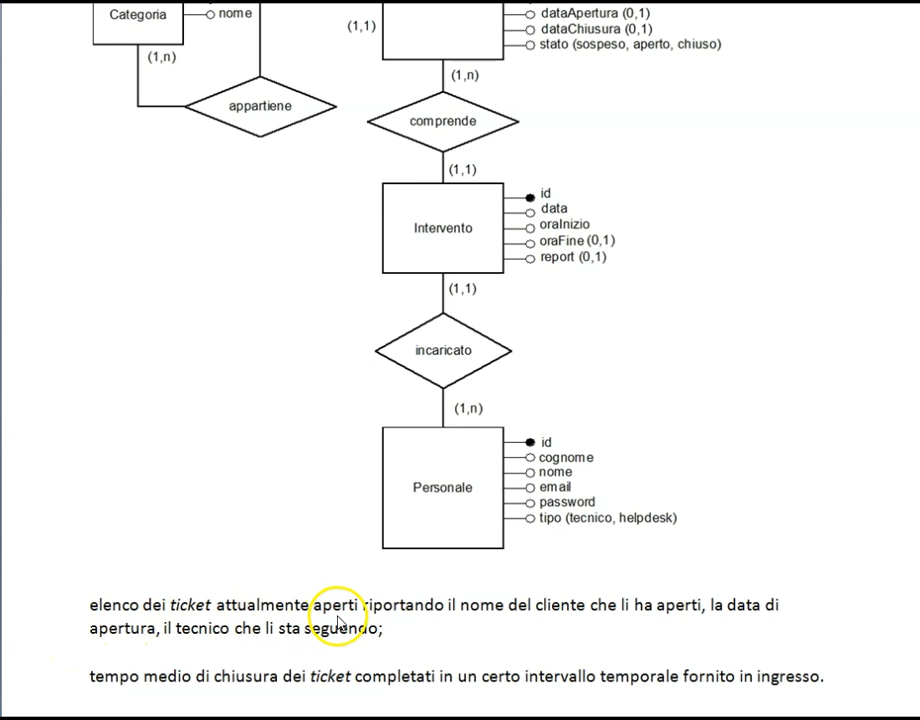 Categoria
nome
(1,n)
appartiene
(1,1)
dataApertura (0,1)
dataChiusura (0,1)
stato (sospeso, aperto, chiuso)
(1,n)
comprende
(1,1)
Intervento
id
data
oraInizio
oraFine (0,1)
report (0,1)
(1,1)
incaricato
(1,n)
Personale
id
cognome
nome
email
password
tipo (tecnico, helpdesk)
elenco dei ticket attualmente aperti riportando il nome del cliente che li ha aperti, la data di
apertura, il tecnico che li sta seguendo;
tempo medio di chiusura dei ticket completati in un certo intervallo temporale fornito in ingresso.